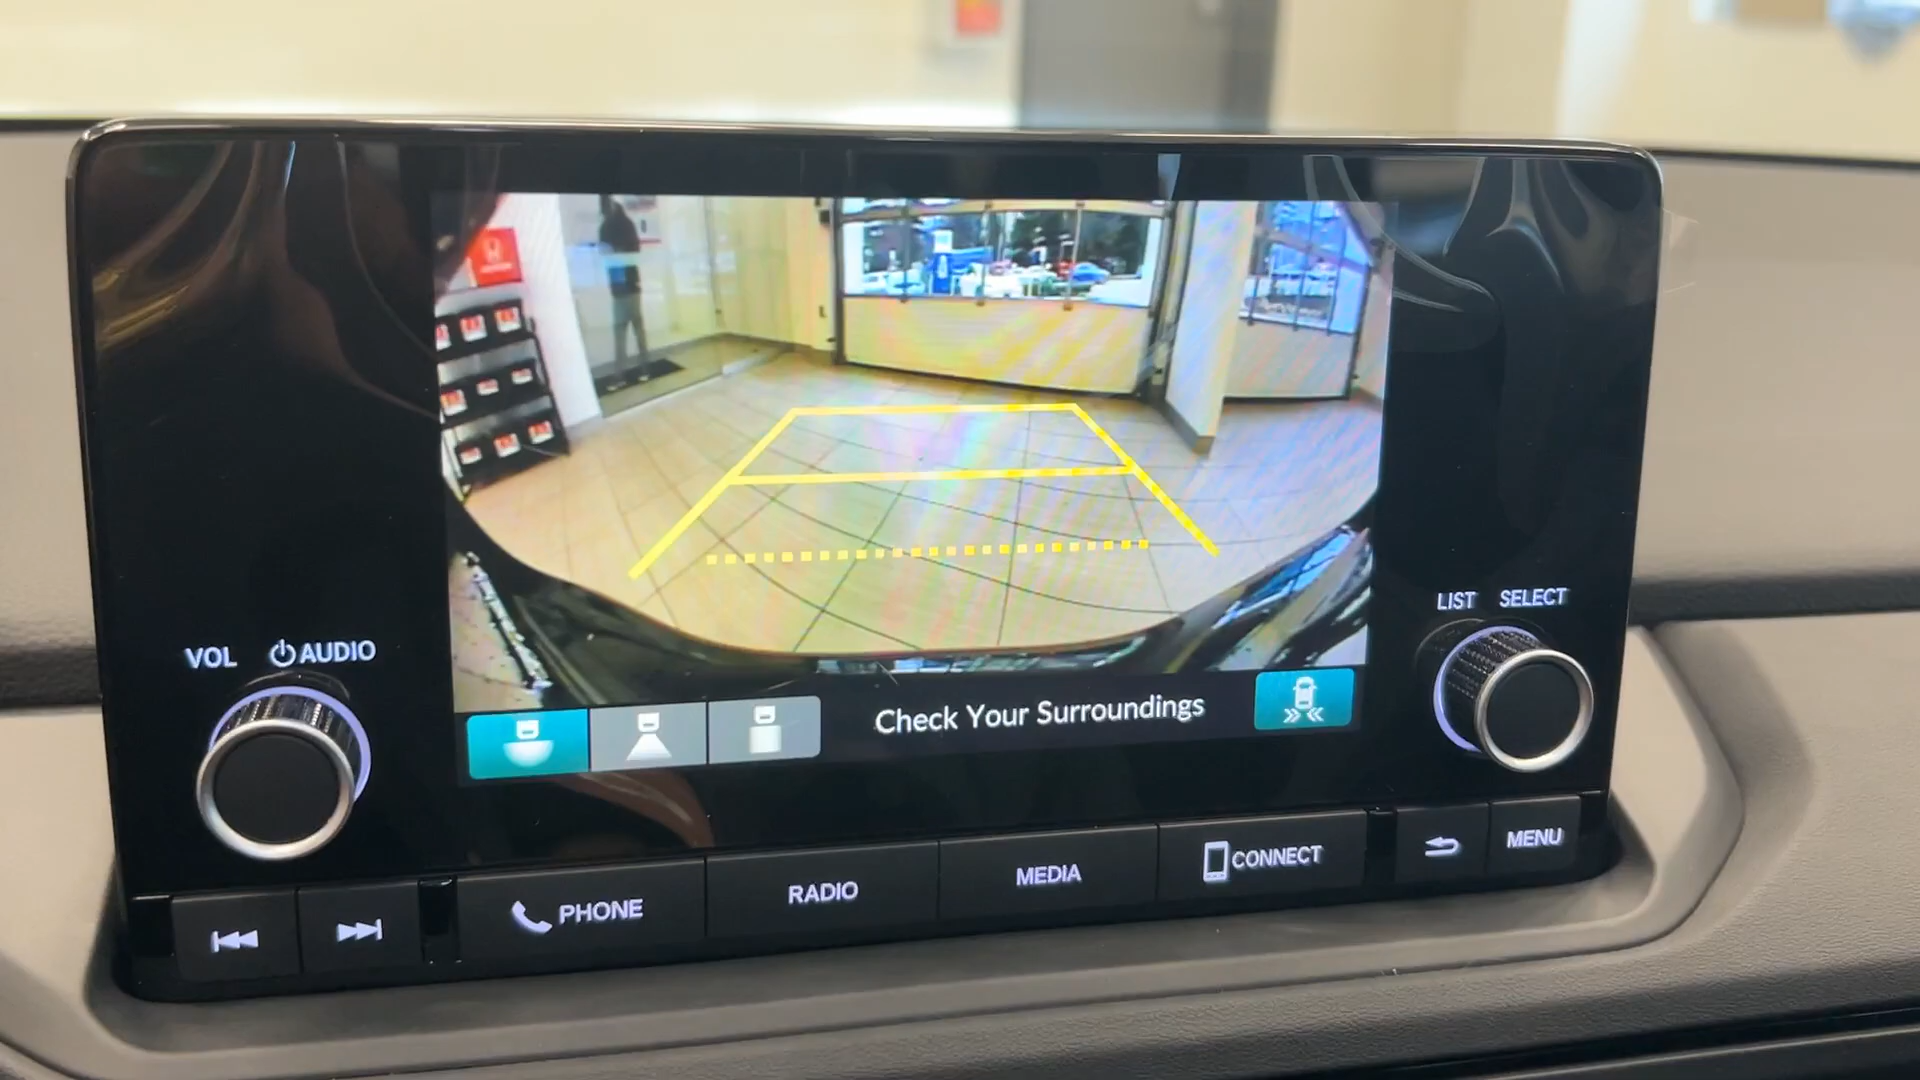 LIST SELECT
VOL AUDIO
Check Your Surroundings
PHONE
RADIO
MEDIA
CONNECT
MENU